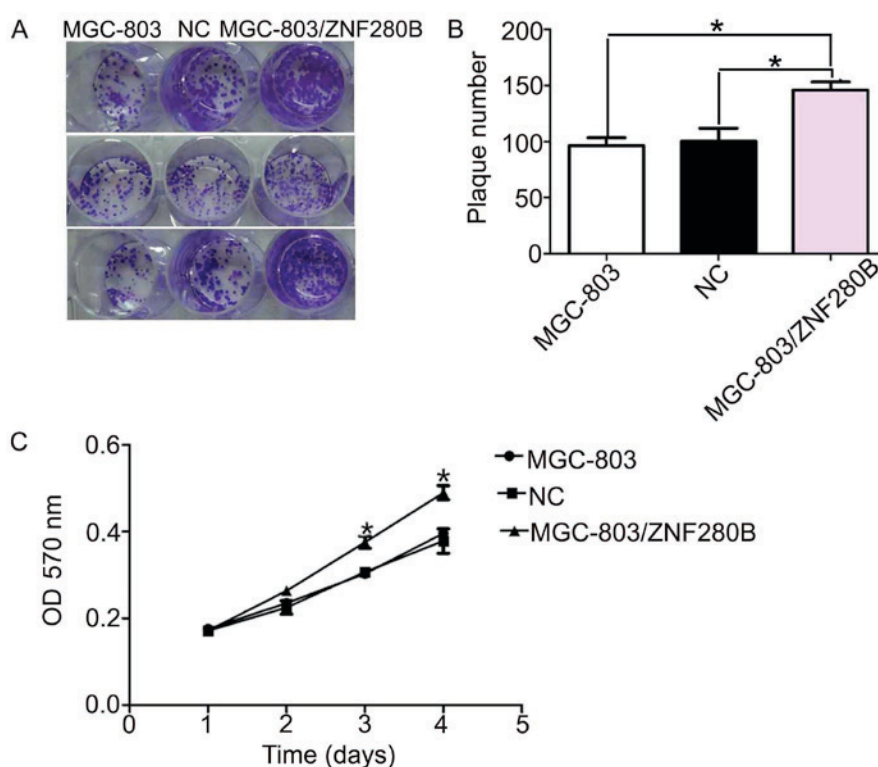 A
MGC-803 NC MGC-803/ZNF280B
B
Plaque number
200
150
100
50
0
*
*
MGC-803
NC
MGC-803/ZNF280B
C
OD 570 nm
0.6
0.4
0.2
0.0
*
*
0 1 2 3 4 5
Time (days)
MGC-803
NC
MGC-803/ZNF280B